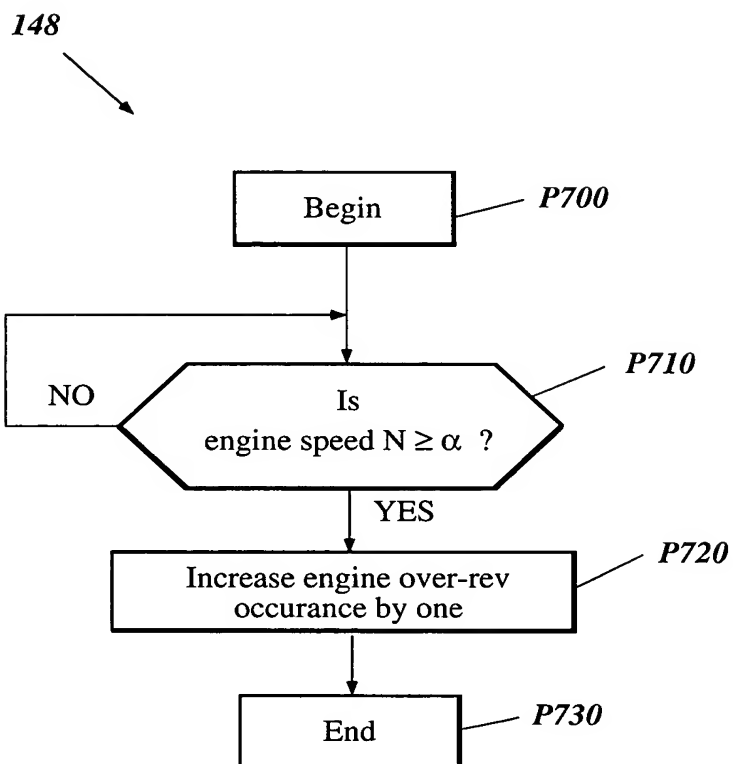 148
Begin
P700
P710
NO
Is
engine speed N ≥ α ?
YES
P720
Increase engine over-rev
occurance by one
P730
End